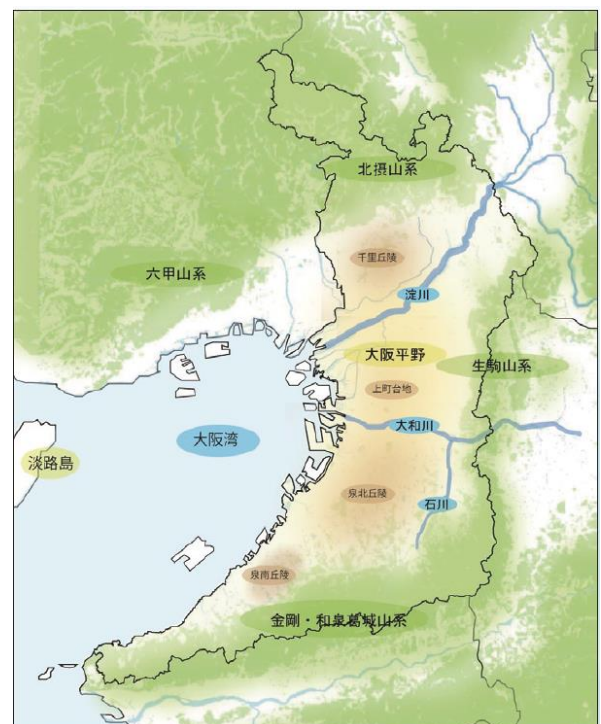 北摂山系
千里丘陵
六甲山系
淀川
大阪平野
生駒山系
上町台地
大和川
大阪湾
淡路島
泉北丘陵
石川
泉南丘陵
金剛・和泉葛城山系